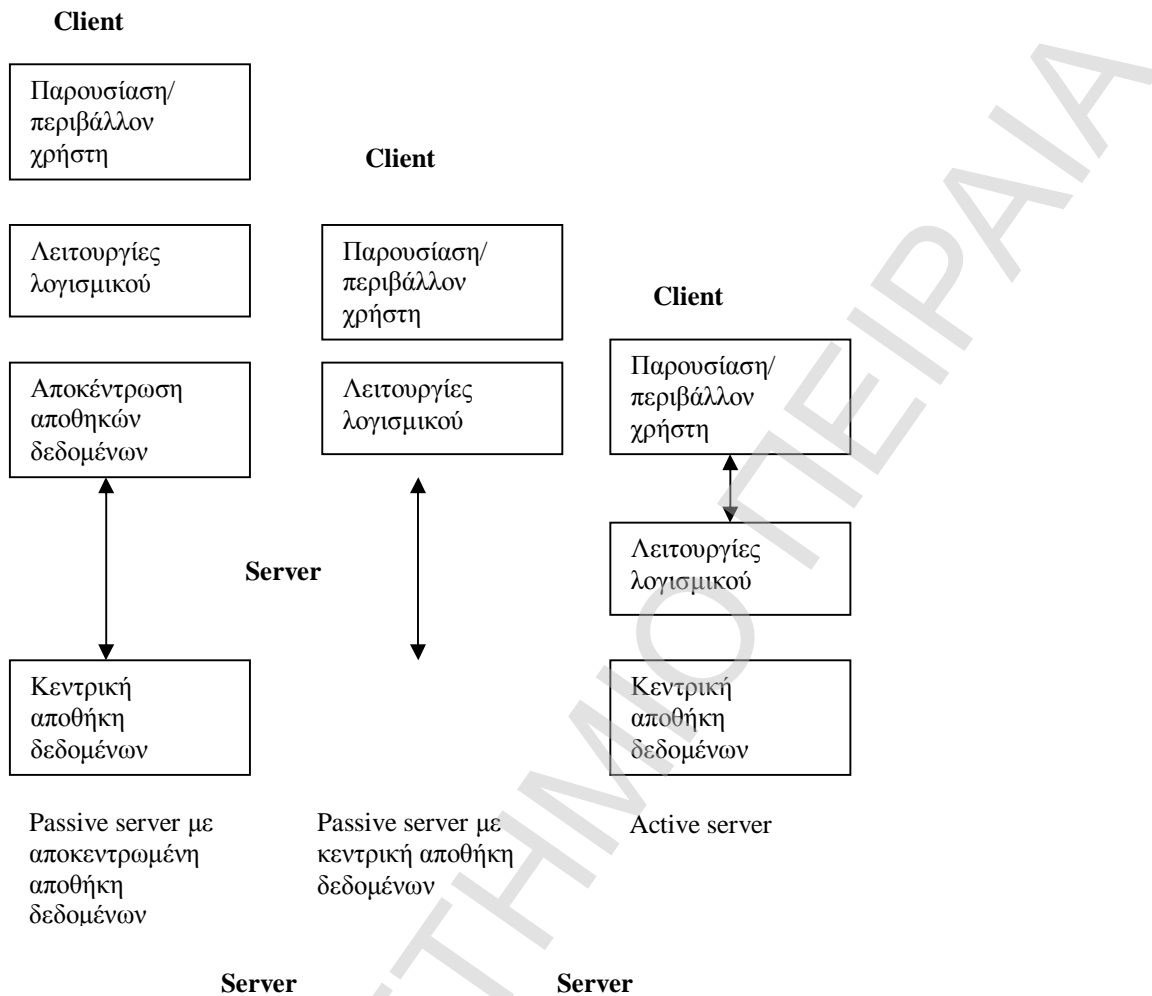 Client
Παρουσίαση/
περιβάλλον
χρήστη
Λειτουργίες
λογισμικού
Αποκέντρωση
αποθηκών
δεδομένων
Client
Παρουσίαση/
περιβάλλον
χρήστη
Λειτουργίες
λογισμικού
Client
Παρουσίαση/
περιβάλλον
χρήστη
Λειτουργίες
λογισμικού
Server
Κεντρική
αποθήκη
δεδομένων
Κεντρική
αποθήκη
δεδομένων
Passive server με
αποκεντρωμένη
αποθήκη
δεδομένων
Passive server με
κεντρική αποθήκη
δεδομένων
Active server
Server
Server
ΤΗΜΙΟ ΠΕΙΡΑΙΑ